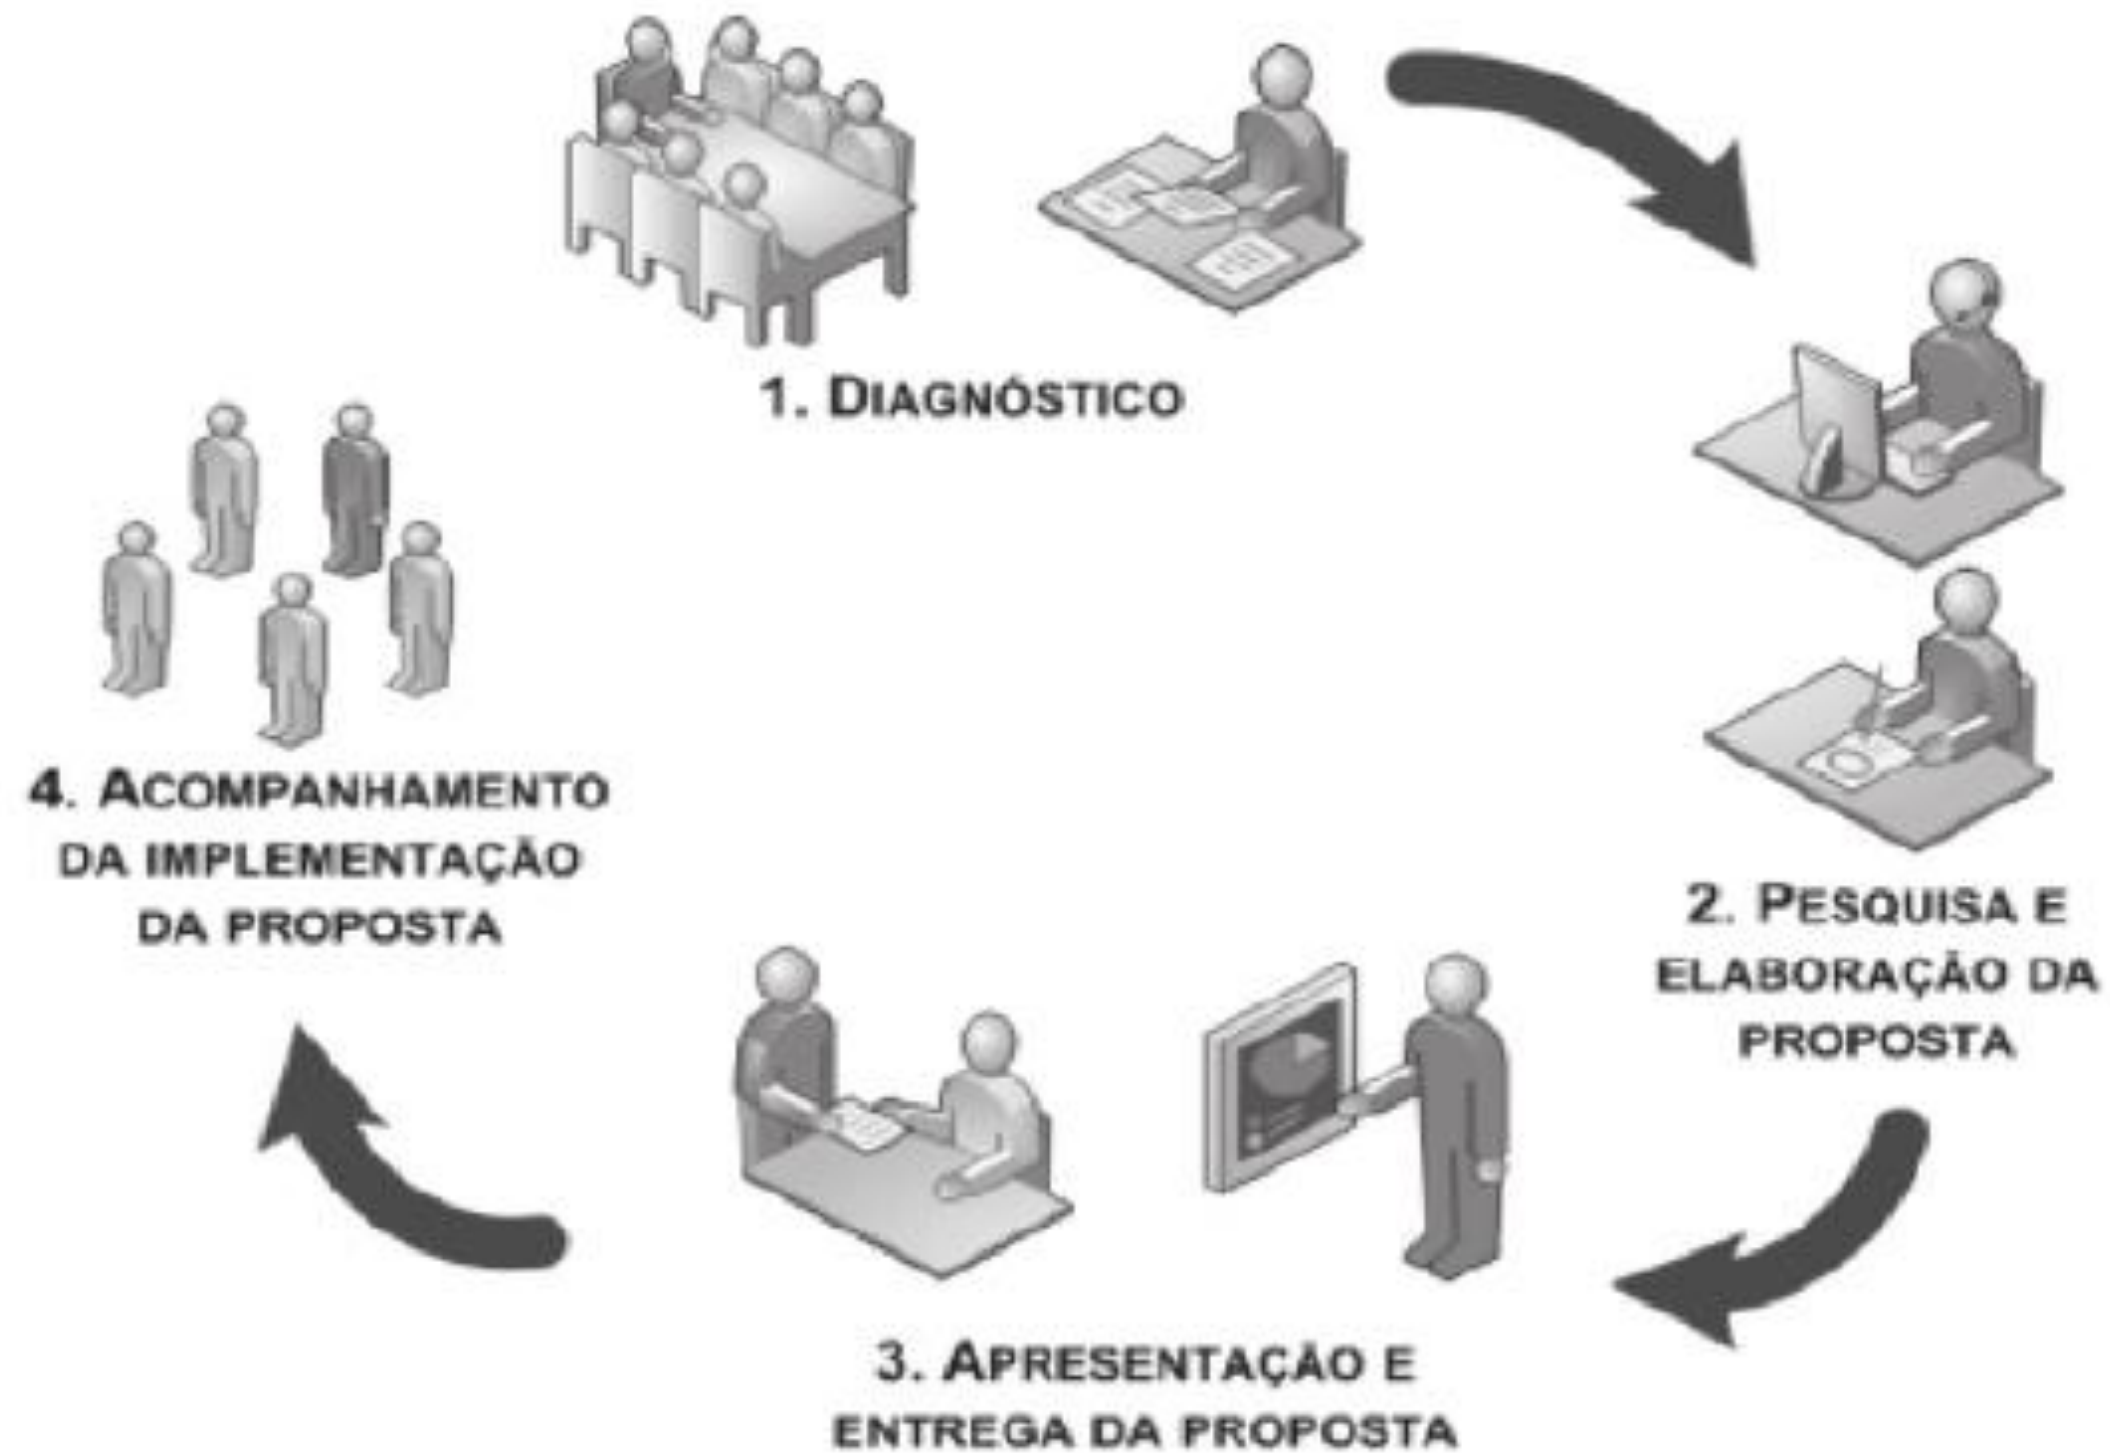 1. DIAGNÓSTICO
2. PESQUISA E
ELABORAÇÃO DA
PROPOSTA
3. APRESENTAÇÃO E
ENTREGA DA PROPOSTA
4. ACOMPANHAMENTO
DA IMPLEMENTAÇÃO
DA PROPOSTA